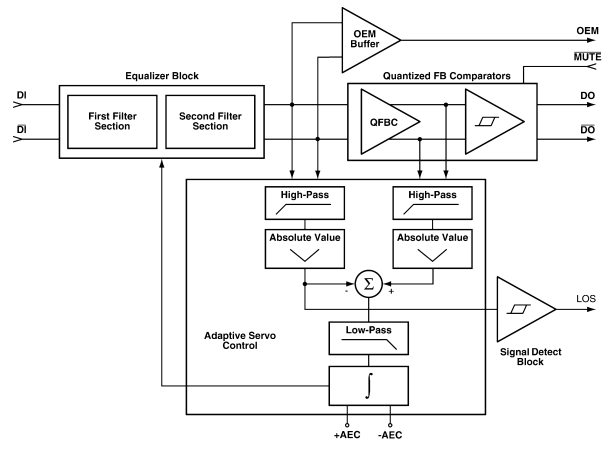 OEM
Buffer
OEM
MUTE
Equalizer Block
Quantized FB Comparators
DI
First Filter
Section
Second Filter
Section
QFBC
DO
DI
DO
High-Pass
High-Pass
Absolute Value
Absolute Value
Σ
-
+
LOS
Low-Pass
Adaptive Servo
Control
Signal Detect
Block
∫
+AEC
-AEC